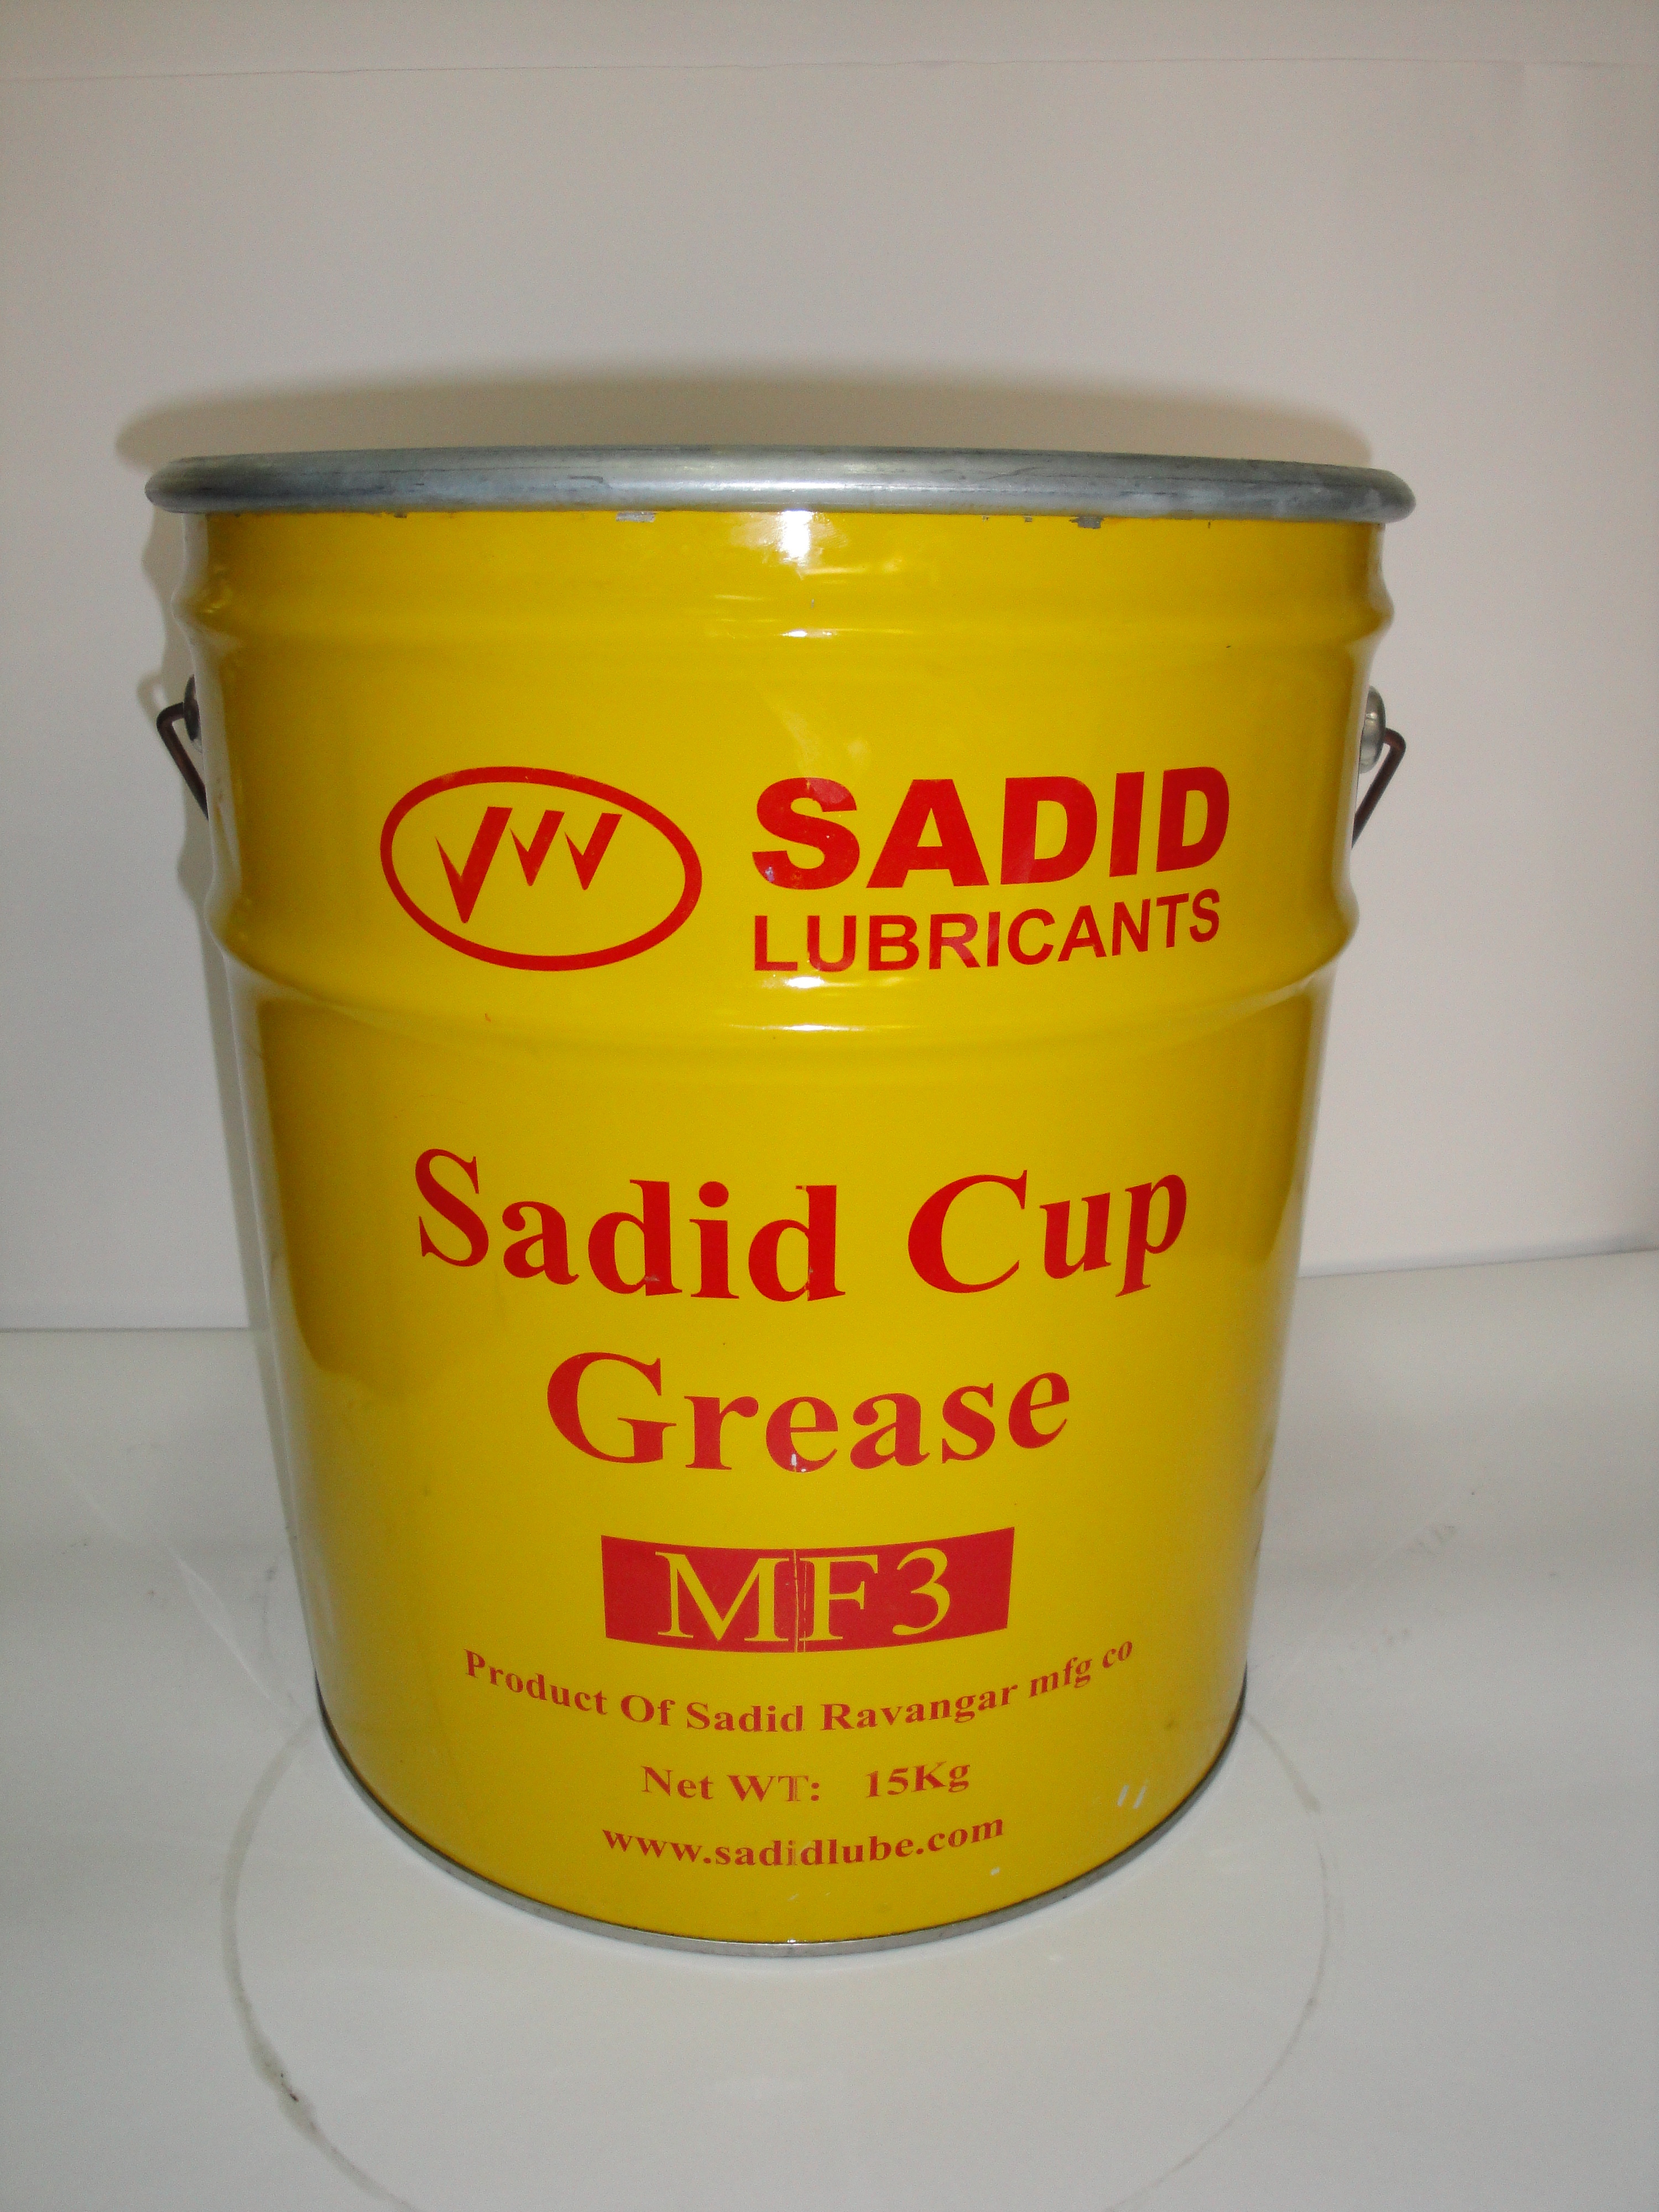 SADID
LUBRICANTS
Sadid Cup
Grease
MF3
Product Of Sadid Ravangar mfg co
Net WT: 15Kg
www.sadidlube.com